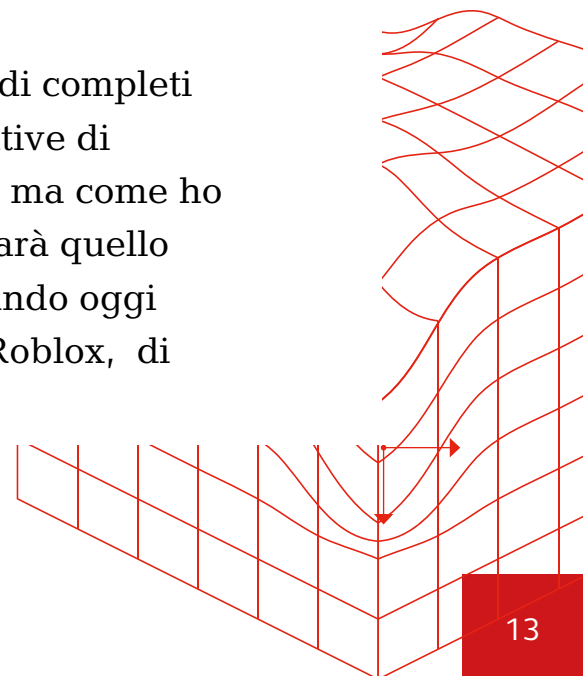 di completi
tive di
ma come ho
arà quello
ndo oggi
Roblox, di
13